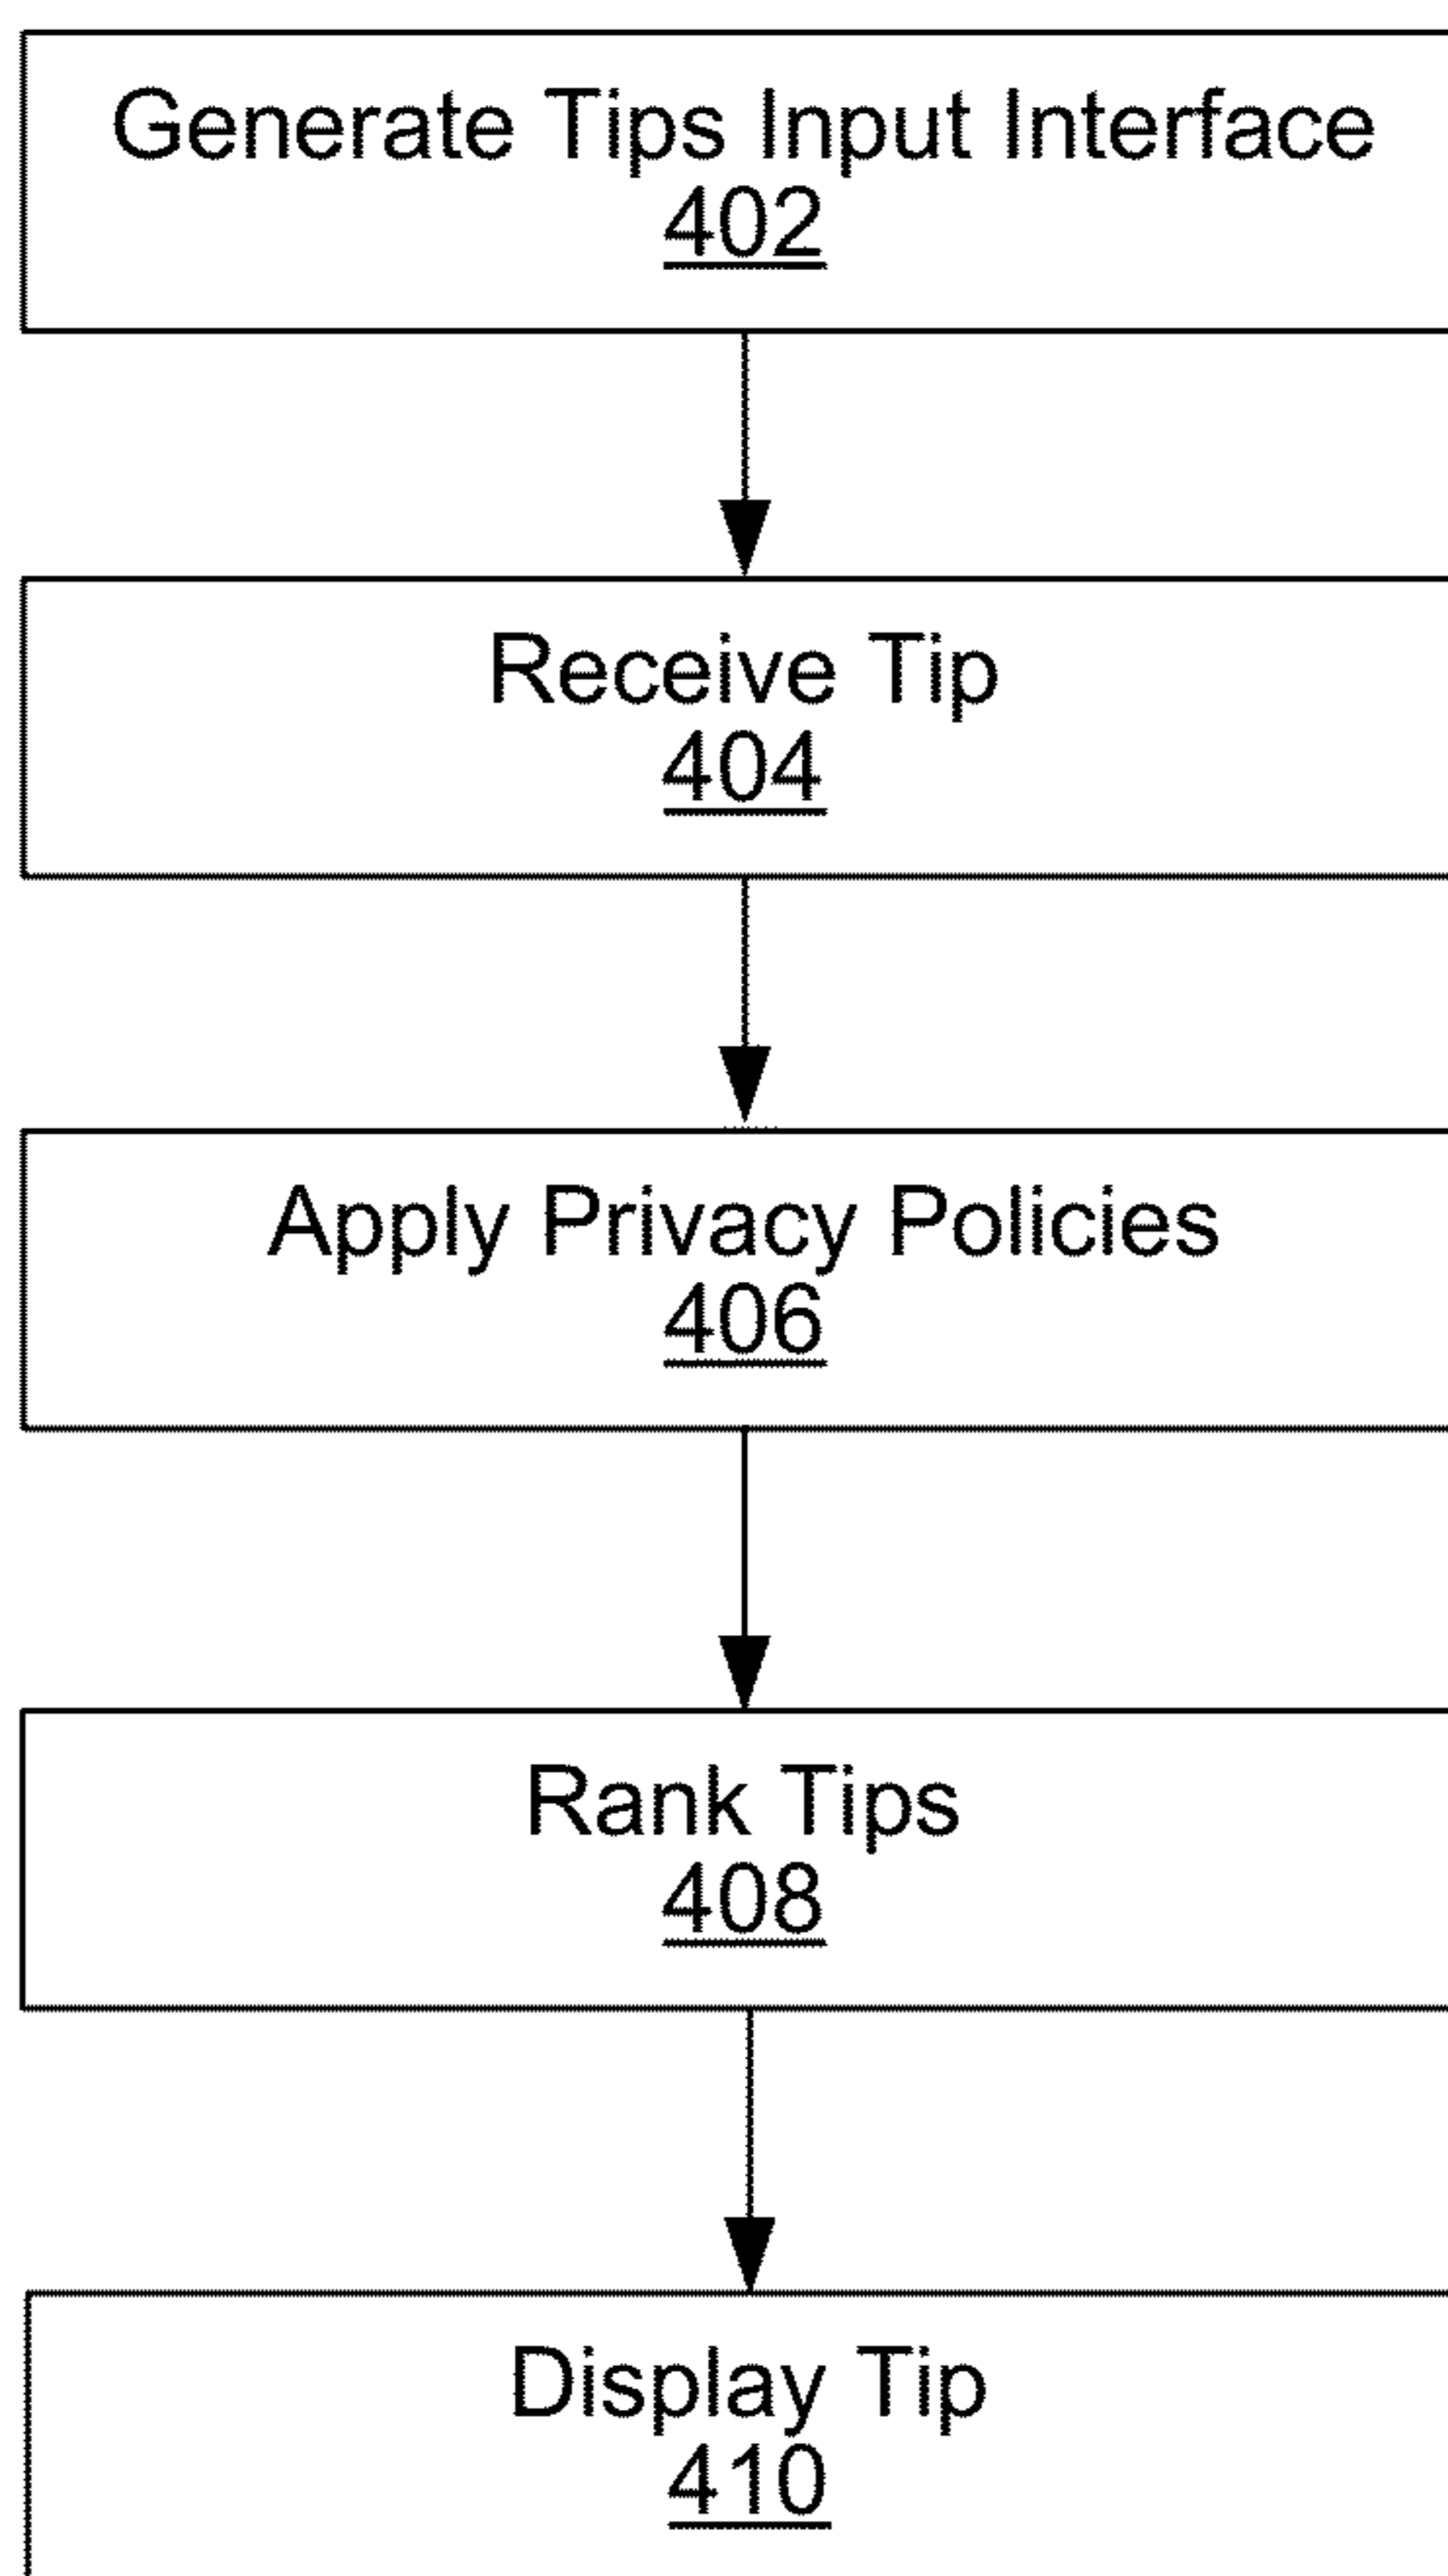 Generate Tips Input Interface
402
Receive Tip
404
Apply Privacy Policies
406
Rank Tips
408
Display Tip
410